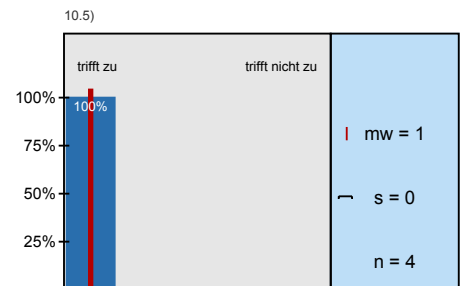 10.5)
trifft zu trifft nicht zu
100%
100%
75%
50%
25%
mw = 1
s = 0
n = 4